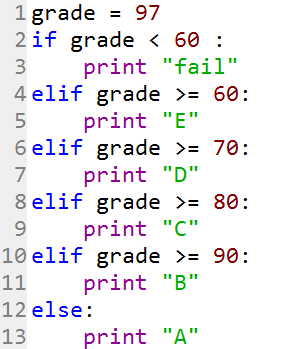 1 grade = 97
2 if grade < 60 :
3     print "fail"
4 elif grade >= 60:
5     print "E"
6 elif grade >= 70:
7     print "D"
8 elif grade >= 80:
9     print "C"
10 elif grade >= 90:
11     print "B"
12 else:
13     print "A"